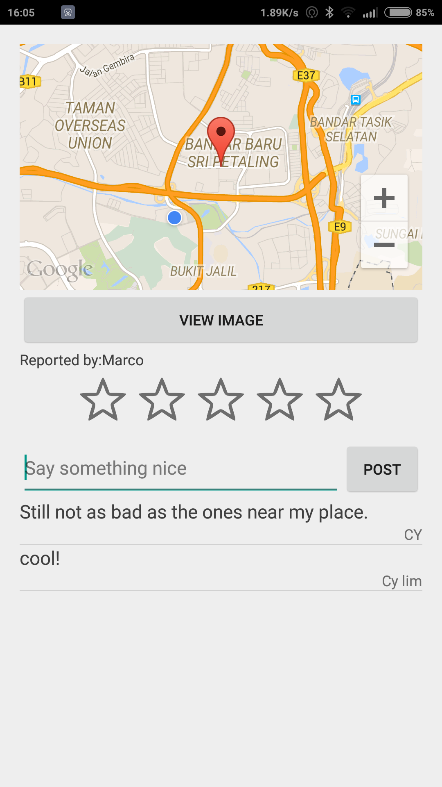 16:05
1.89K/s
85%
B11
Jalan Gembira
E37
TAMAN
OVERSEAS
UNION
BANDAR TASIK
SELATAN
BANDAR BARU
SRI PETALING
+
E9
SUNGAI
−
Google
BUKIT JALIL
217
VIEW IMAGE
Reported by:Marco
Say something nice
POST
Still not as bad as the ones near my place.
CY
cool!
Cy lim